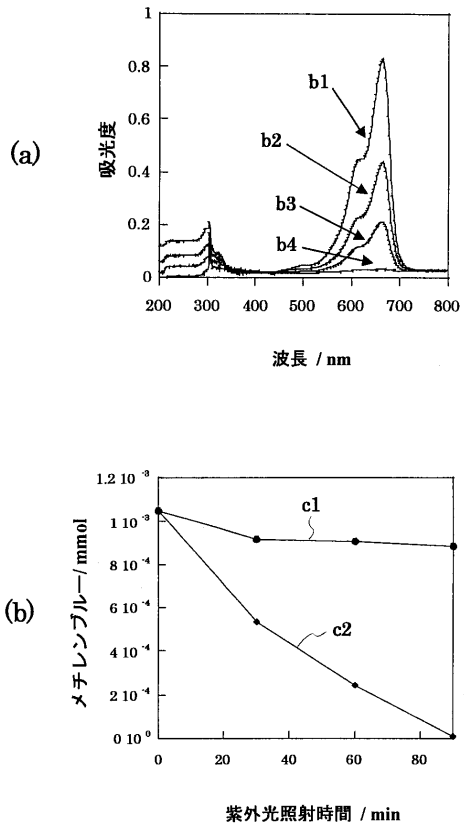 (a)
吸光度
1
0.8
0.6
0.4
0.2
0
b1
b2
b3
b4
200 300 400 500 600 700 800
波長 / nm
(b)
メチレンブルー/ mmol
1.2 10⁻³
1 10⁻³
8 10⁻⁴
6 10⁻⁴
4 10⁻⁴
2 10⁻⁴
0 10⁰
c1
c2
0 20 40 60 80
紫外光照射時間 / min